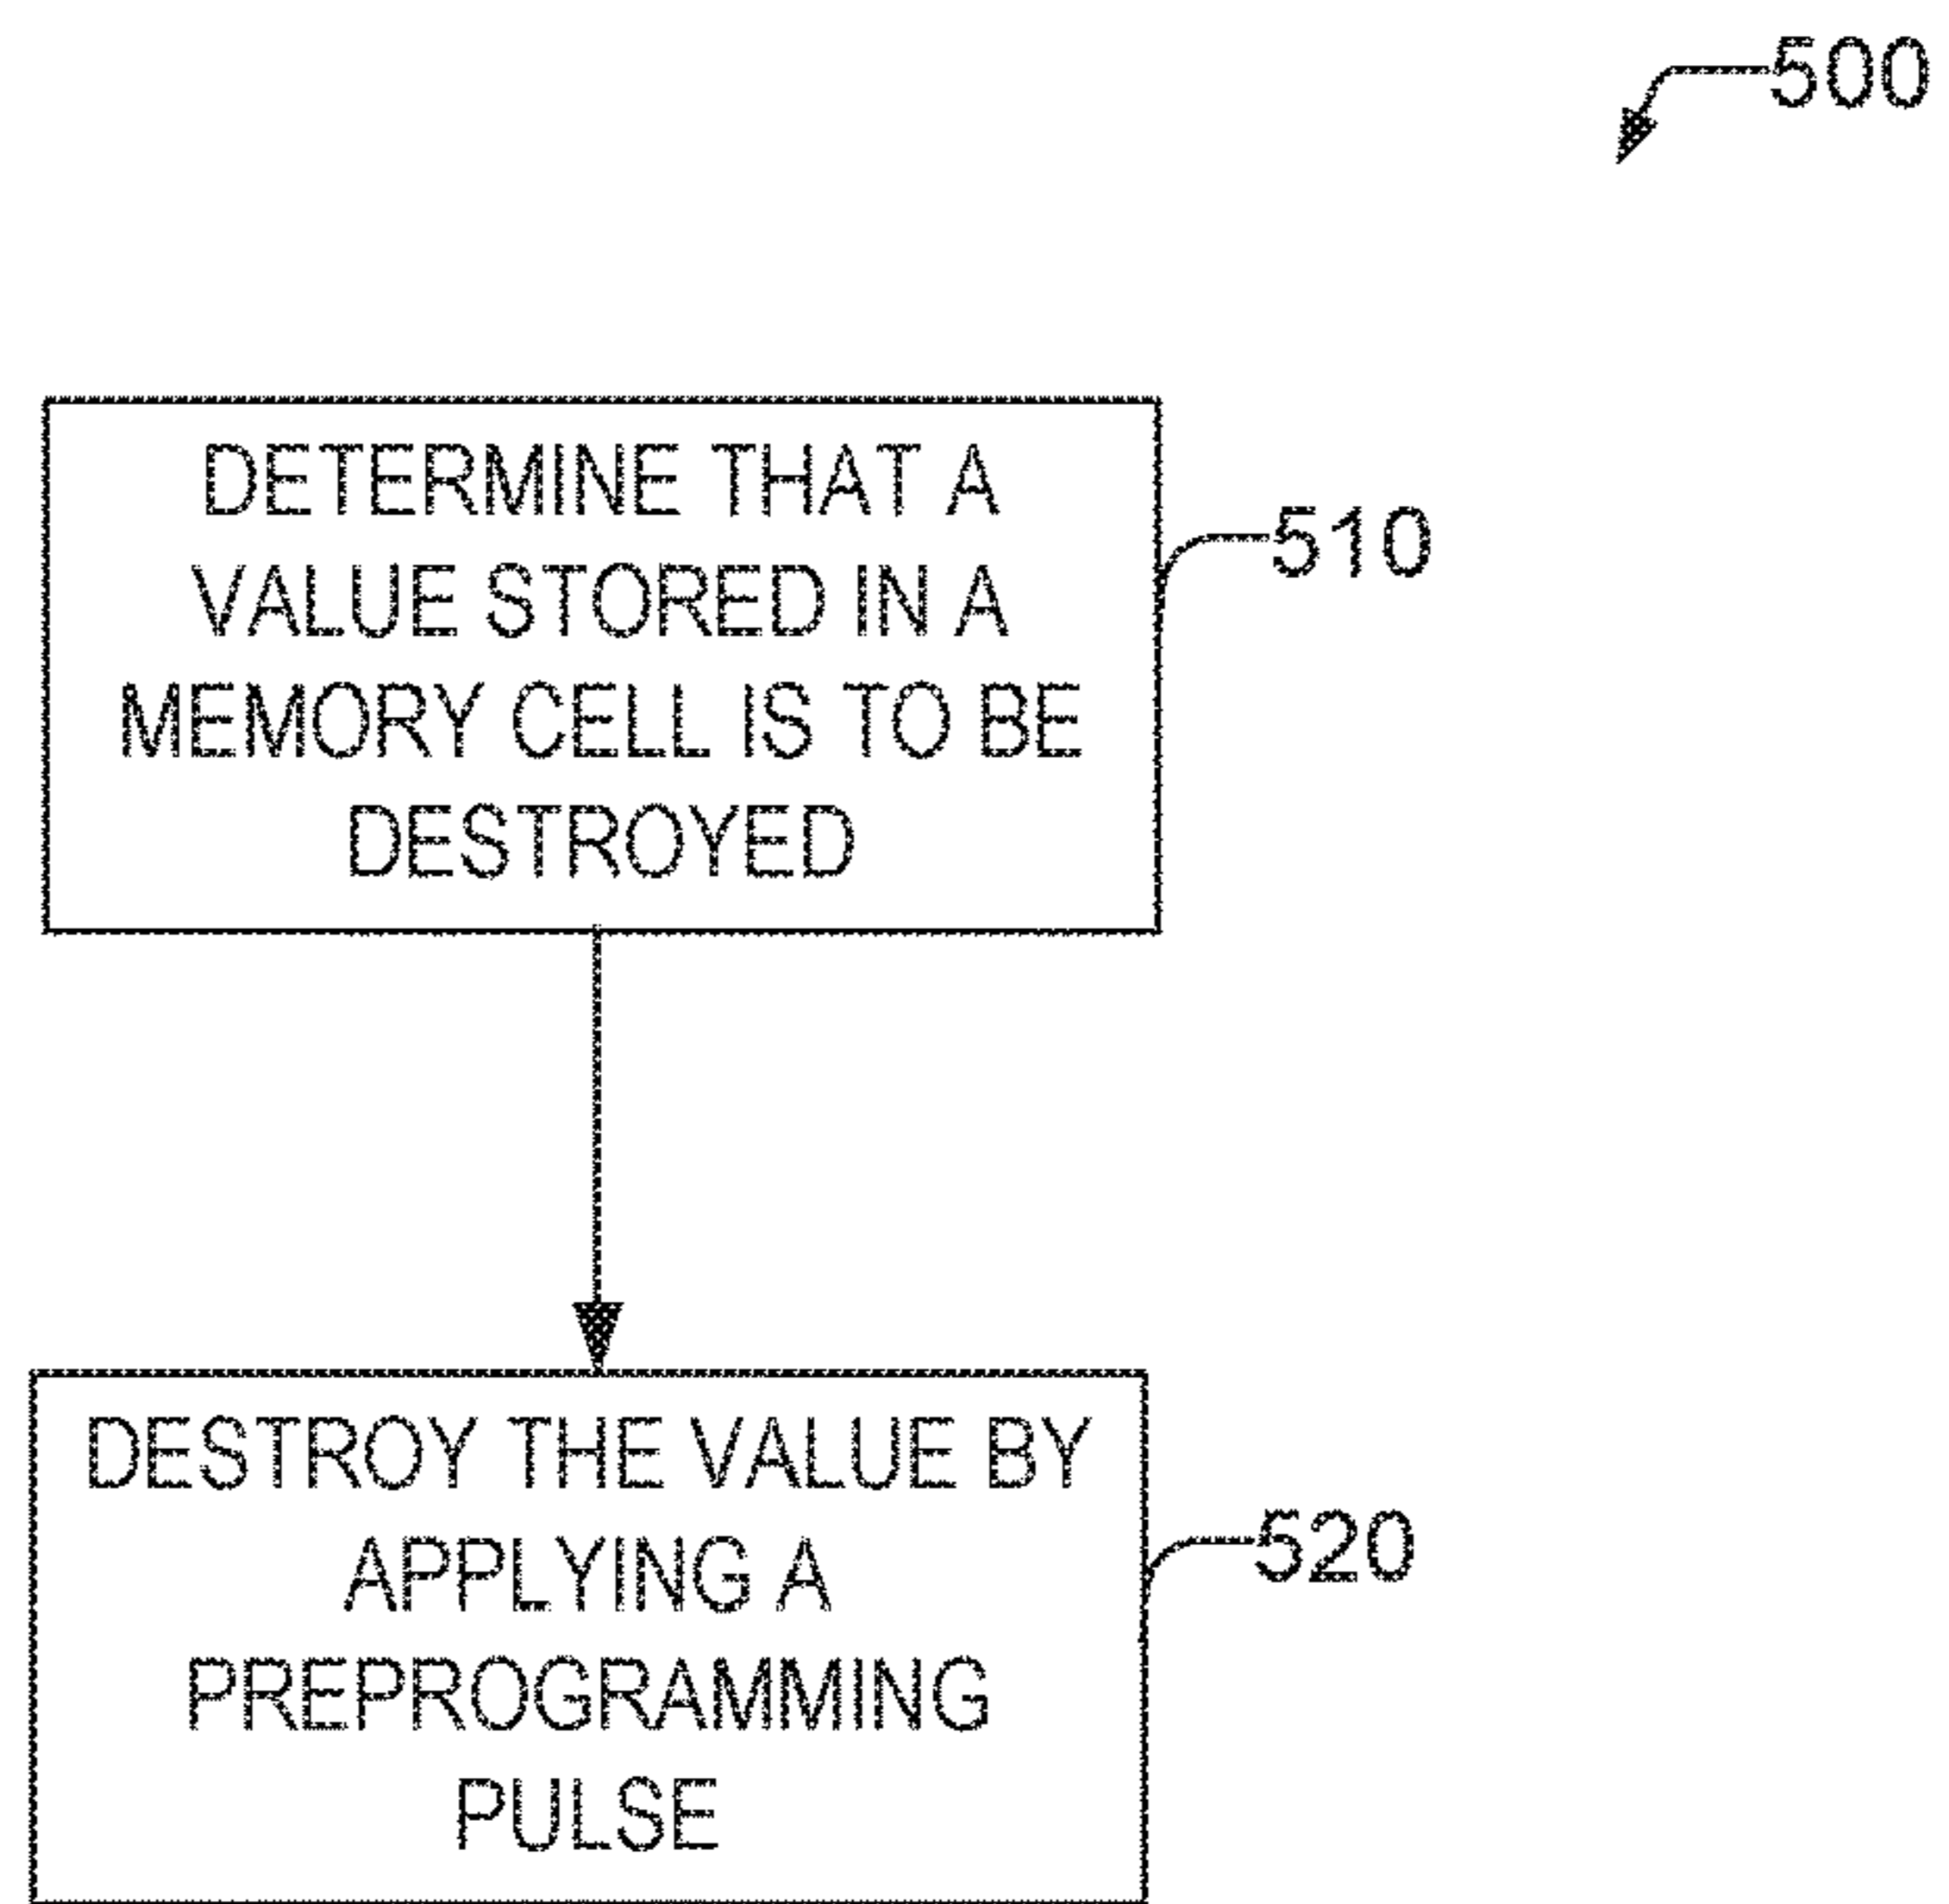 500
DETERMINE THAT A
VALUE STORED IN A
MEMORY CELL IS TO BE
DESTROYED
510
DESTROY THE VALUE BY
APPLYING A
PREPROGRAMMING
PULSE
520